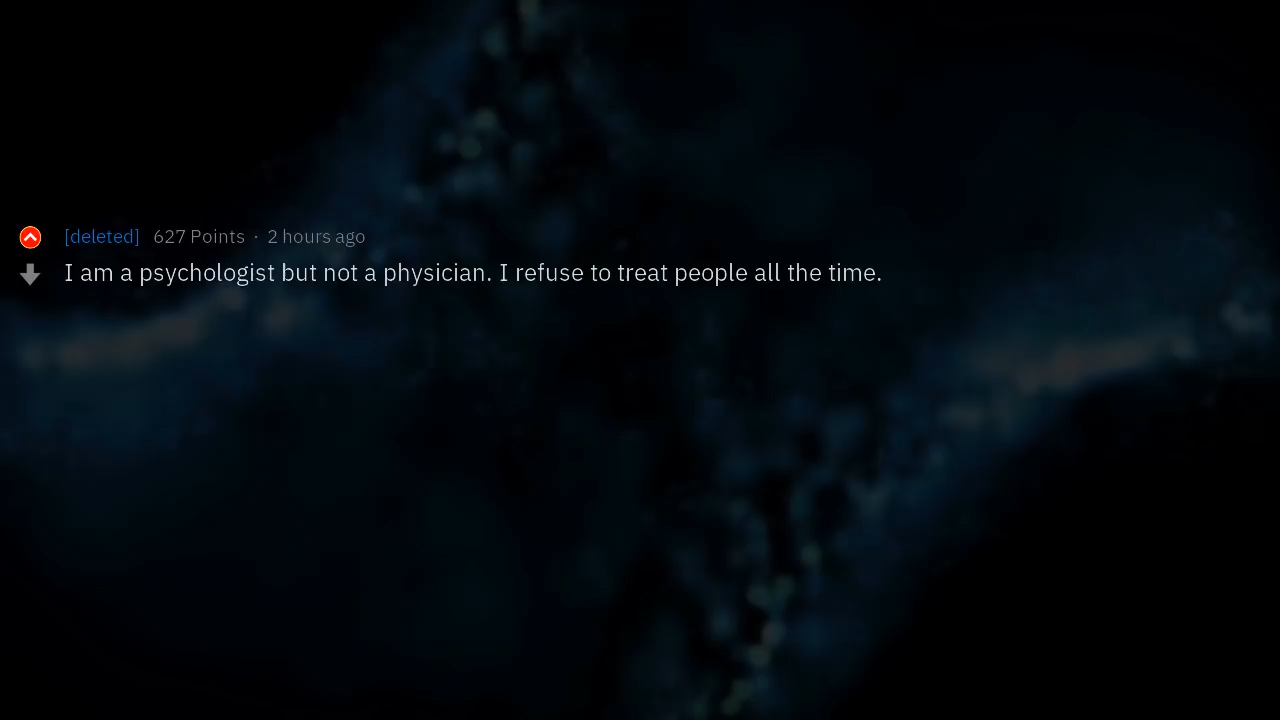 [deleted] 627 Points · 2 hours ago
I am a psychologist but not a physician. I refuse to treat people all the time.